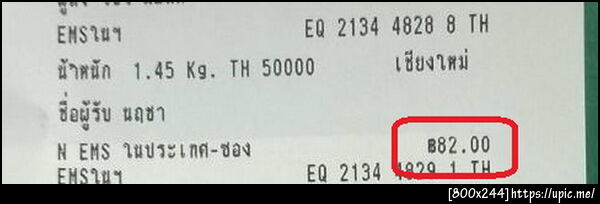 EMSในฯ EQ 2134 4828 8 TH
น้ำหนัก 1.45 Kg. TH 50000 เชียงใหม่
ชื่อผู้รับ นฤชา
N EMS ในประเทศ-ซอง ฿82.00
EMSในฯ EQ 2134 4829 1 TH
[800x244]https://upic.me/